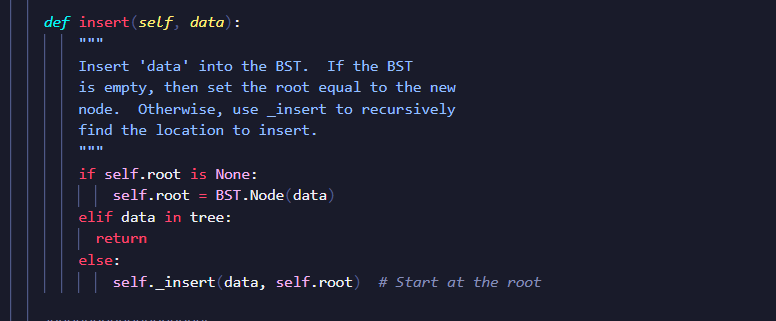 def insert(self, data):
"""
Insert 'data' into the BST.  If the BST
is empty, then set the root equal to the new
node.  Otherwise, use _insert to recursively
find the location to insert.
"""
if self.root is None:
self.root = BST.Node(data)
elif data in tree:
return
else:
self._insert(data, self.root)  # Start at the root